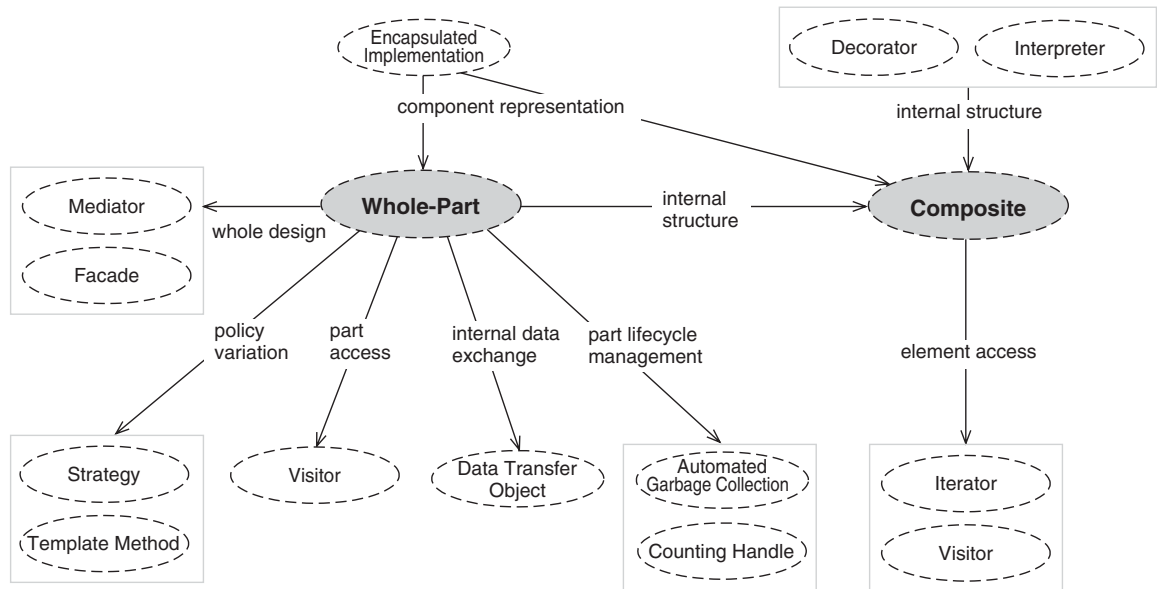 Encapsulated
Implementation
Decorator
Interpreter
component representation
internal structure
Mediator
Facade
whole design
Whole-Part
internal
structure
Composite
policy
variation
part
access
internal data
exchange
part lifecycle
management
element access
Strategy
Template Method
Visitor
Data Transfer
Object
Automated
Garbage Collection
Counting Handle
Iterator
Visitor